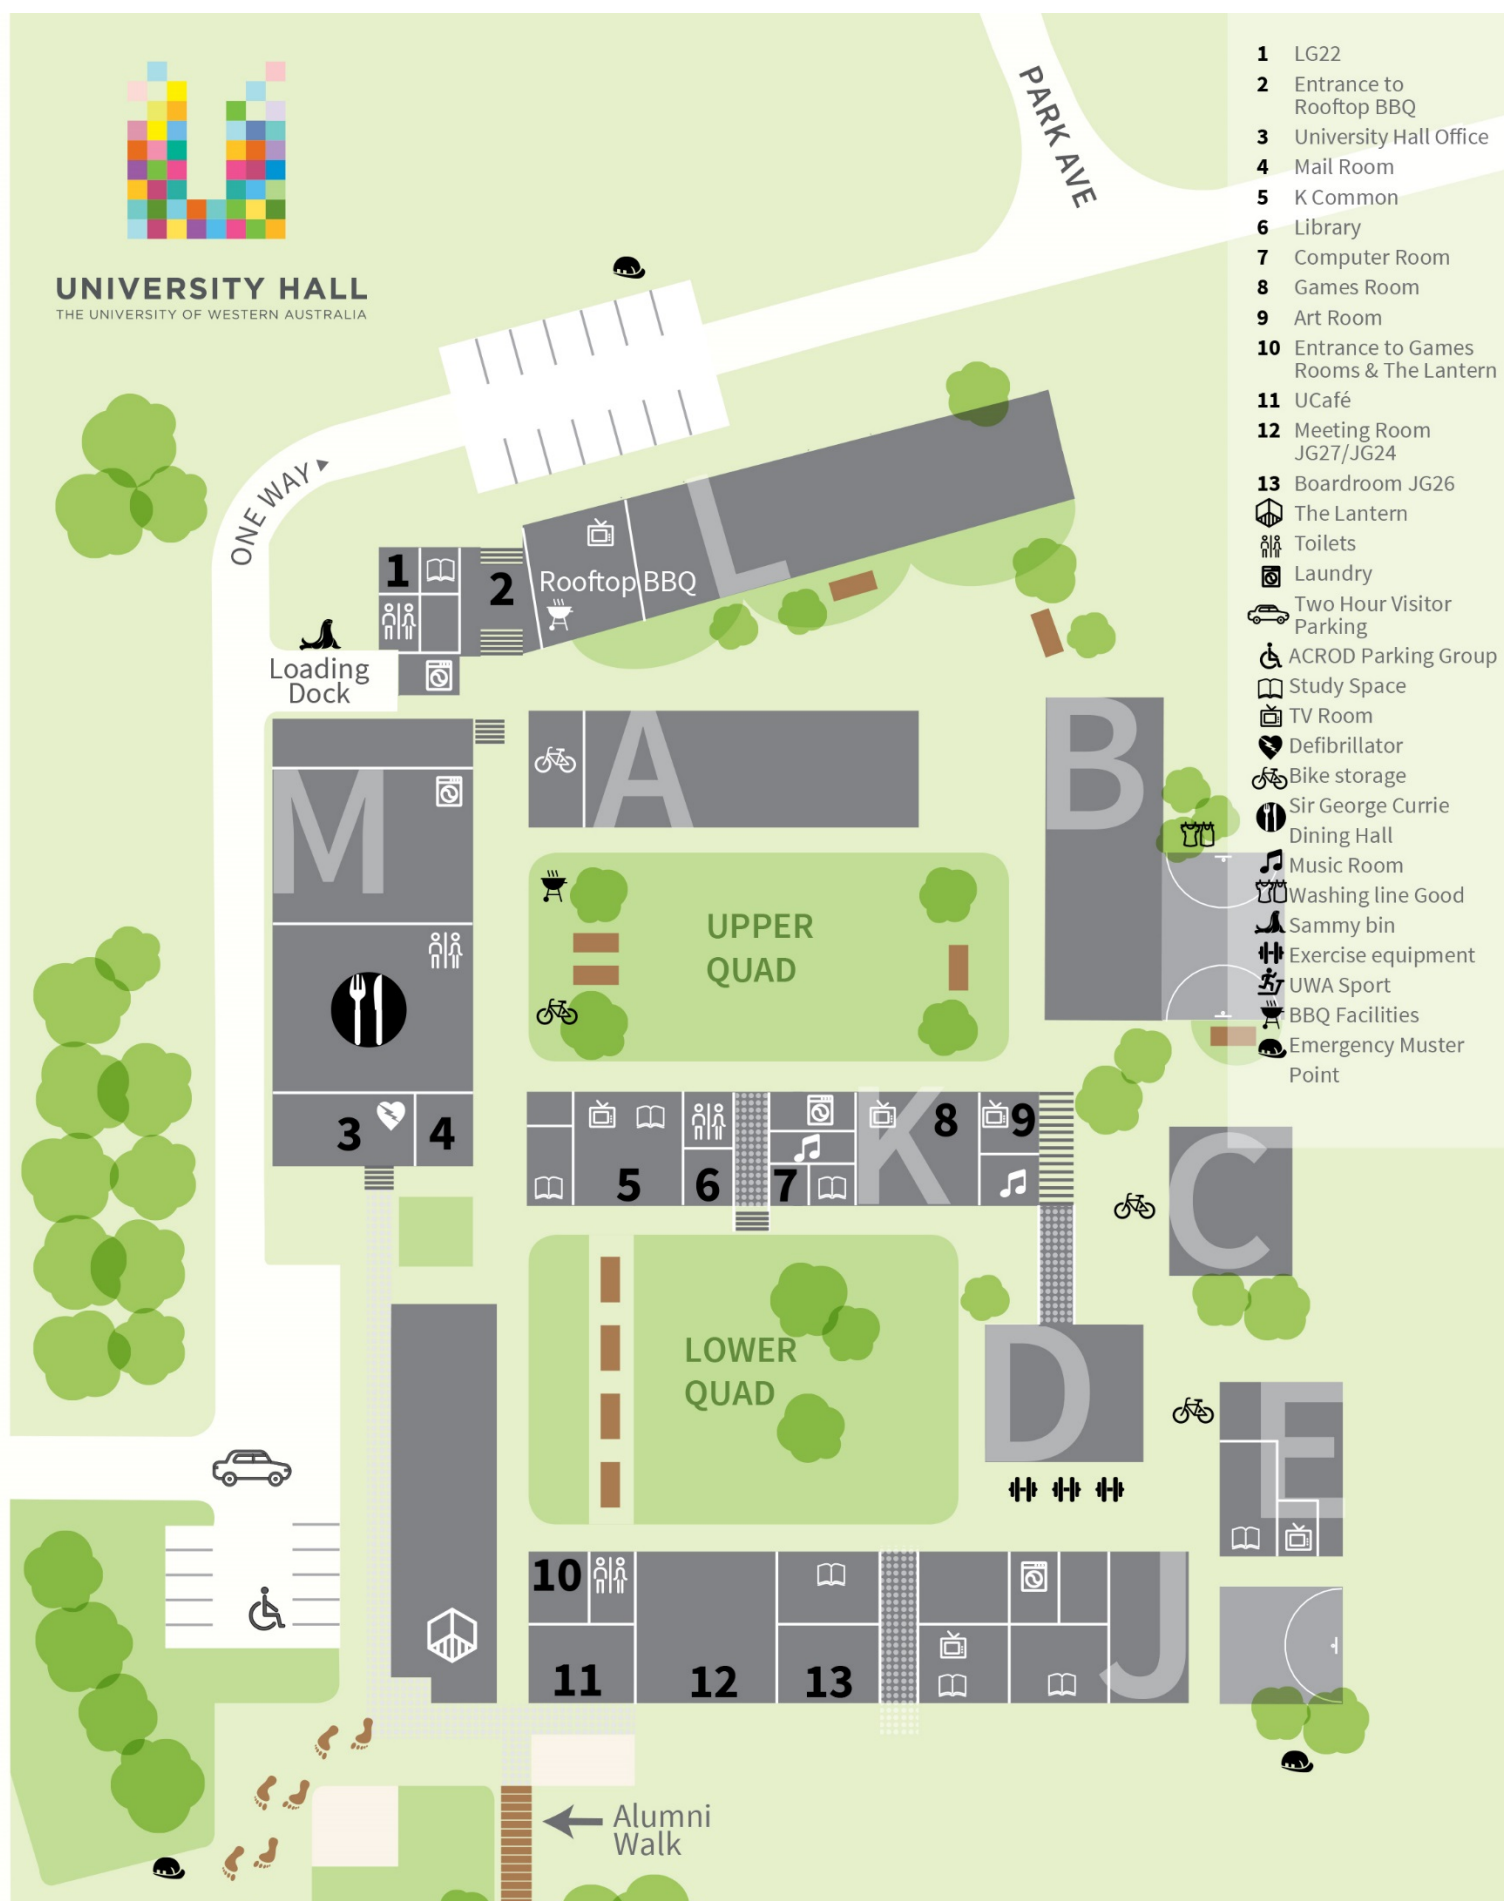 UNIVERSITY HALL
THE UNIVERSITY OF WESTERN AUSTRALIA
PARK AVE
ONE WAY
1
2
Rooftop BBQ
L
Loading
Dock
M
A
B
UPPER
QUAD
3
4
5
6
7
K
8
9
C
LOWER
QUAD
D
E
10
11
12
13
J
Alumni
Walk
1 LG22
2 Entrance to
Rooftop BBQ
3 University Hall Office
4 Mail Room
5 K Common
6 Library
7 Computer Room
8 Games Room
9 Art Room
10 Entrance to Games
Rooms & The Lantern
11 UCafé
12 Meeting Room
JG27/JG24
13 Boardroom JG26
The Lantern
Toilets
Laundry
Two Hour Visitor
Parking
ACROD Parking Group
Study Space
TV Room
Defibrillator
Bike storage
Sir George Currie
Dining Hall
Music Room
Washing line Good
Sammy bin
Exercise equipment
UWA Sport
BBQ Facilities
Emergency Muster
Point